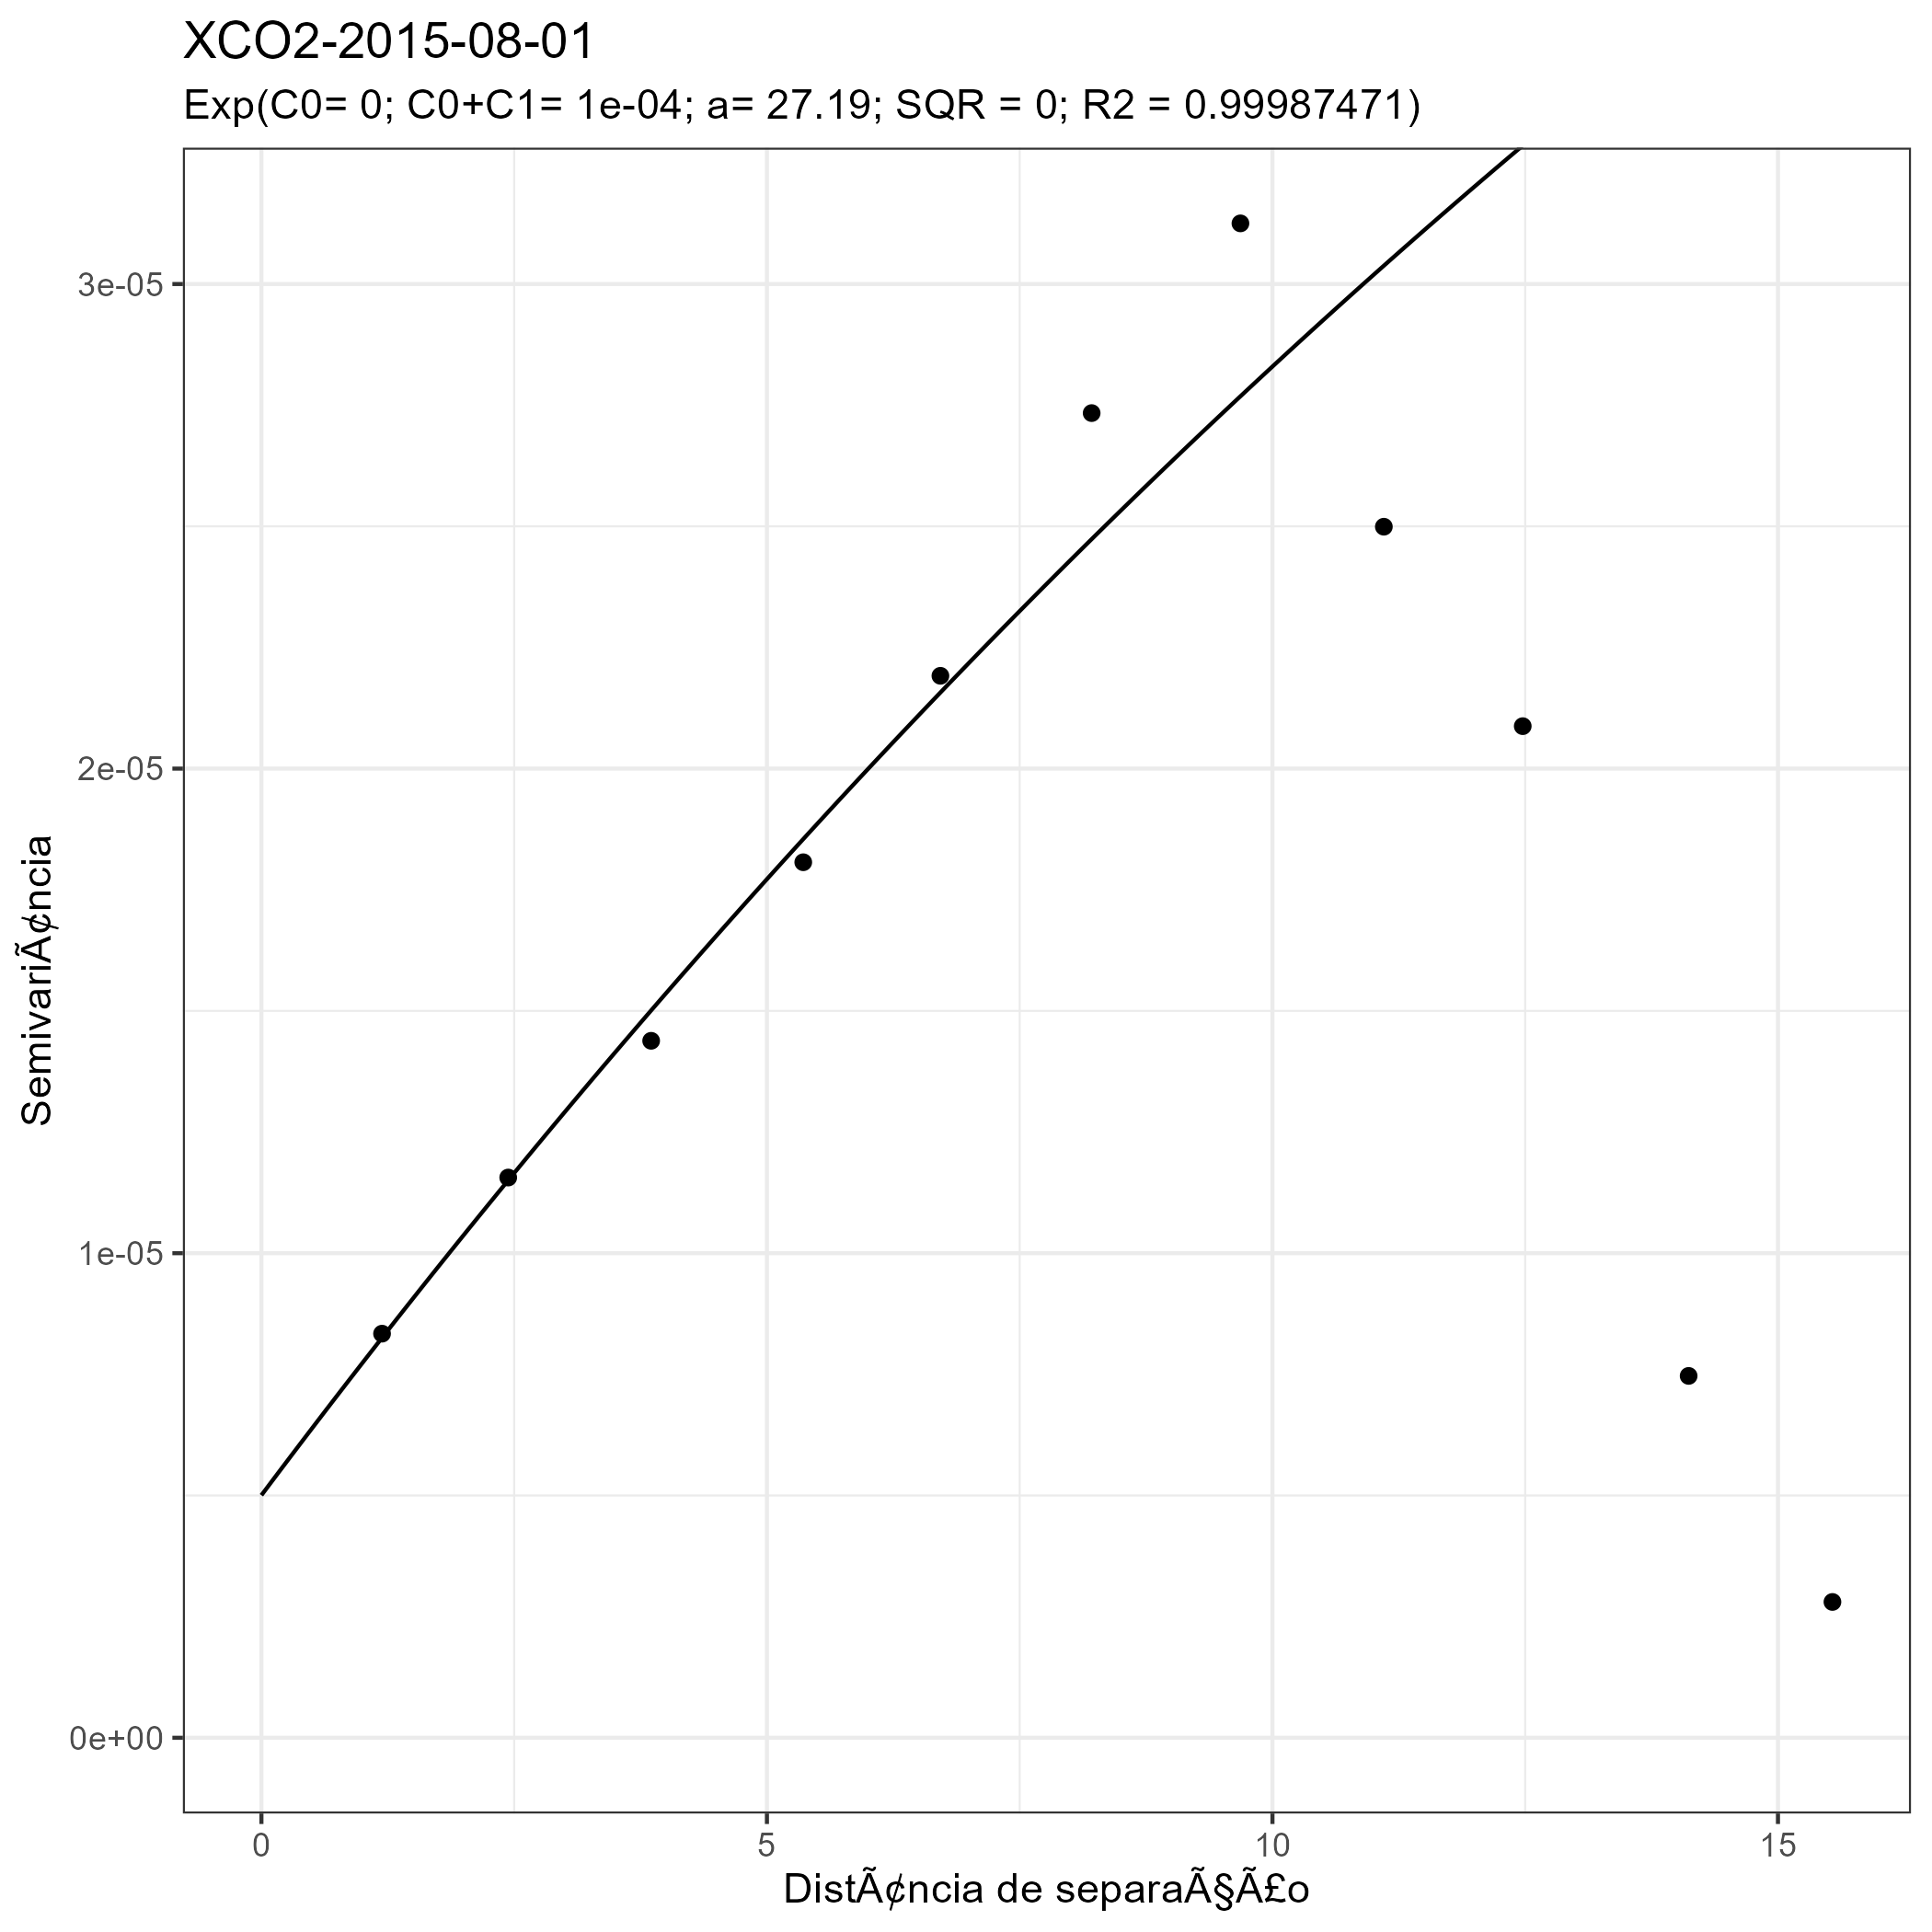 XCO2-2015-08-01
Exp(C0= 0; C0+C1= 1e-04; a= 27.19; SQR = 0; R2 = 0.99987471)
3e-05
2e-05
1e-05
0e+00
SemivariÃ¢ncia
0 5 10 15
DistÃ¢ncia de separaÃ§Ã£o